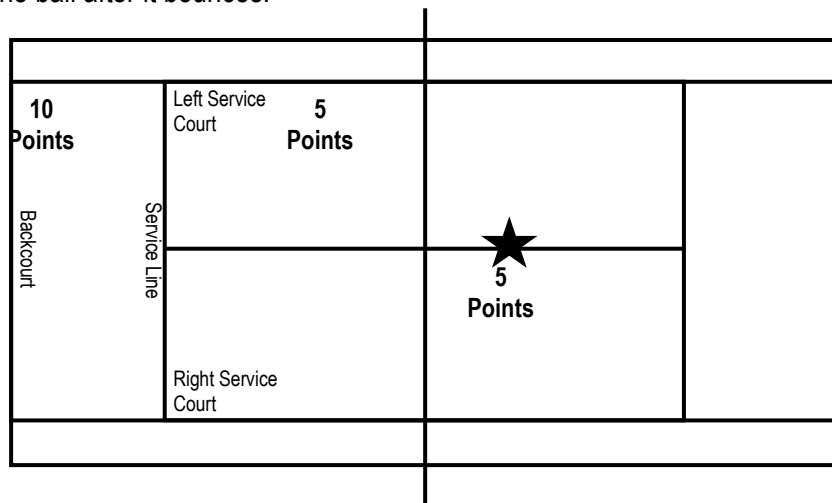 ne ball after it bounces.
10
Points
Left Service
Court
5
Points
Backcourt
Service Line
5
Points
Right Service
Court